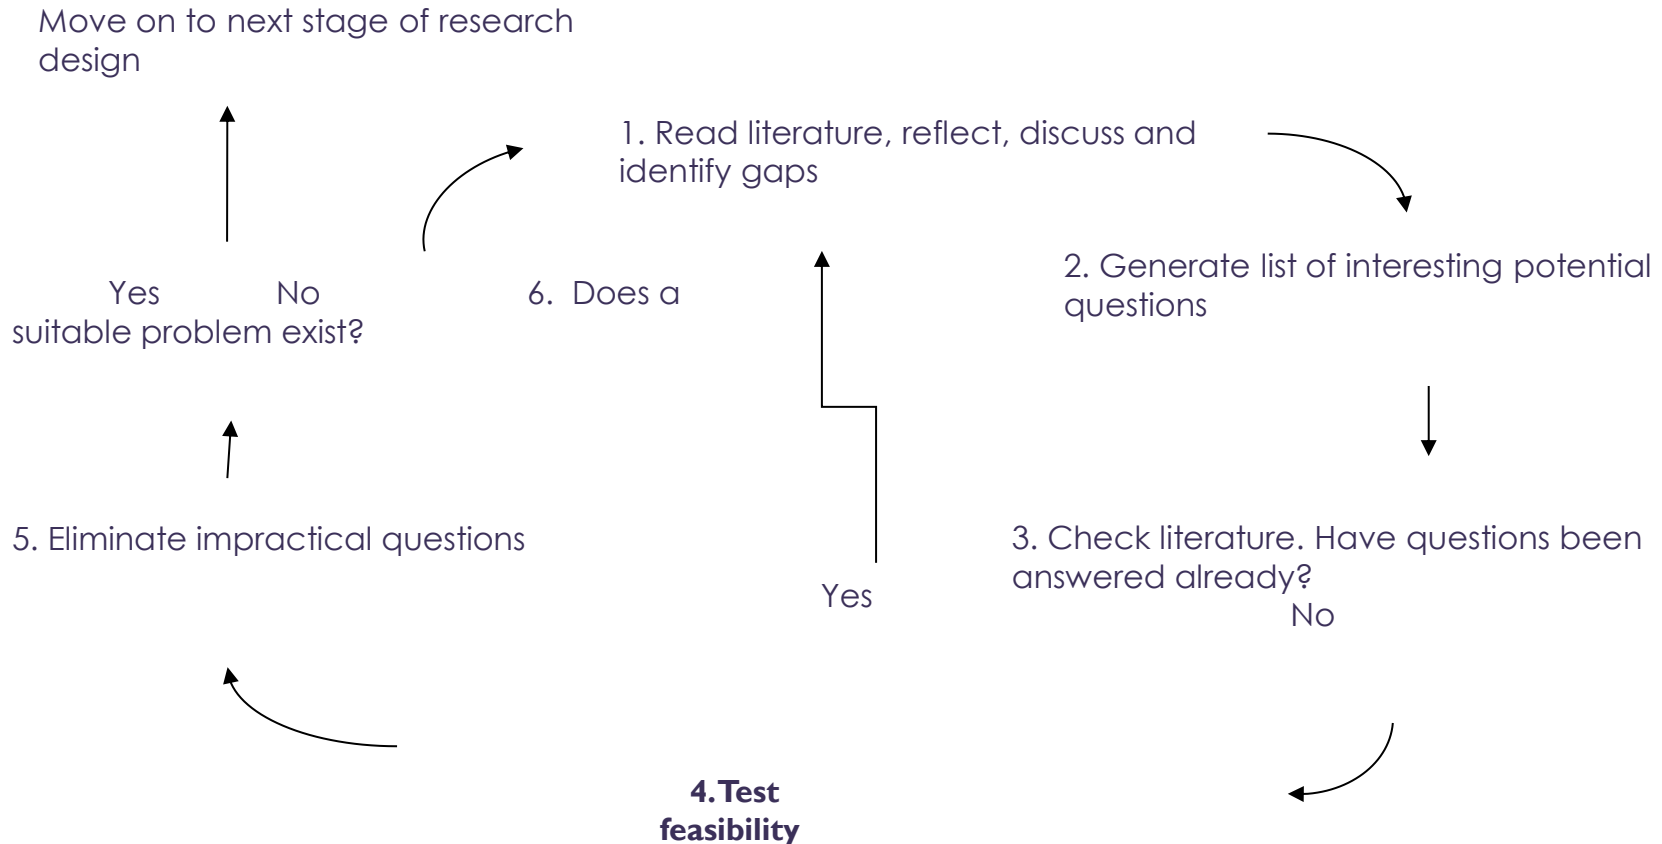 Move on to next stage of research
design
1. Read literature, reflect, discuss and
identify gaps
2. Generate list of interesting potential
questions
Yes No 6. Does a
suitable problem exist?
5. Eliminate impractical questions
3. Check literature. Have questions been
answered already?
Yes
No
4. Test
feasibility